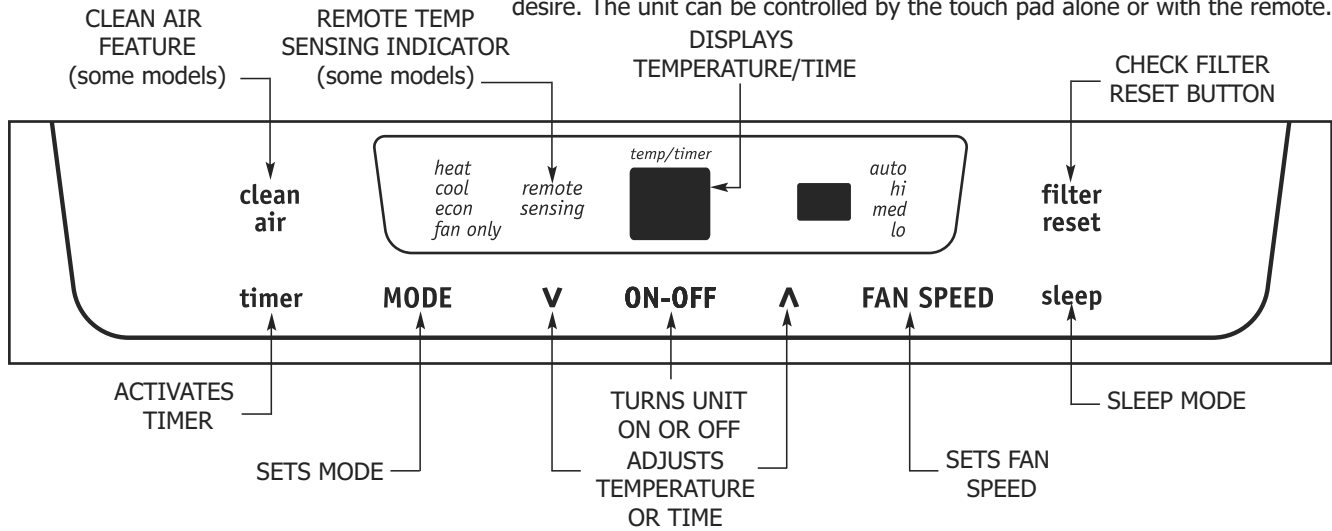 desire. The unit can be controlled by the touch pad alone or with the remote.
CLEAN AIR
FEATURE
(some models)
REMOTE TEMP
SENSING INDICATOR
(some models)
DISPLAYS
TEMPERATURE/TIME
CHECK FILTER
RESET BUTTON
clean
air
heat
cool
econ
fan only
remote
sensing
temp/timer
auto
hi
med
lo
filter
reset
timer
MODE
∨
ON-OFF
∧
FAN SPEED
sleep
ACTIVATES
TIMER
SETS MODE
TURNS UNIT
ON OR OFF
ADJUSTS
TEMPERATURE
OR TIME
SETS FAN
SPEED
SLEEP MODE